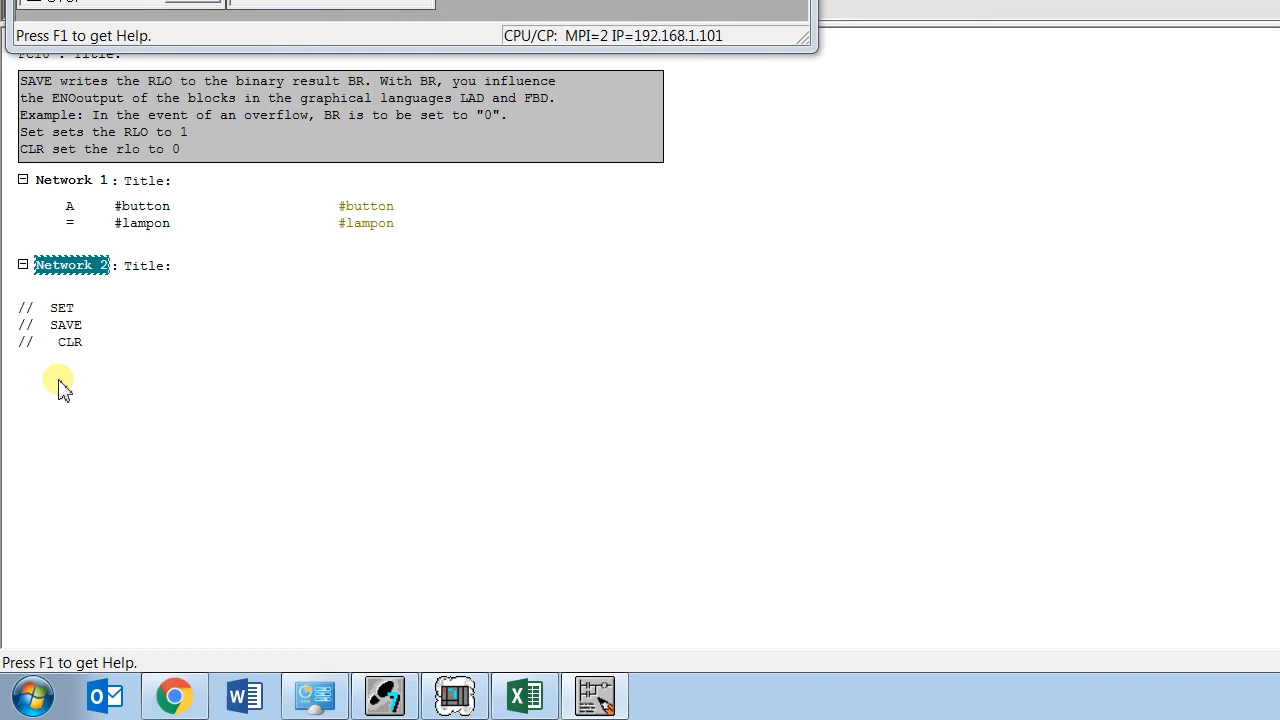 Press F1 to get Help.
CPU/CP: MPI=2 IP=192.168.1.101
SAVE writes the RLO to the binary result BR. With BR, you influence
the ENOoutput of the blocks in the graphical languages LAD and FBD.
Example: In the event of an overflow, BR is to be set to "0".
Set sets the RLO to 1
CLR set the rlo to 0
Network 1 : Title:
A #button #button
= #lampon #lampon
Network 2 : Title:
// SET
// SAVE
// CLR
Press F1 to get Help.